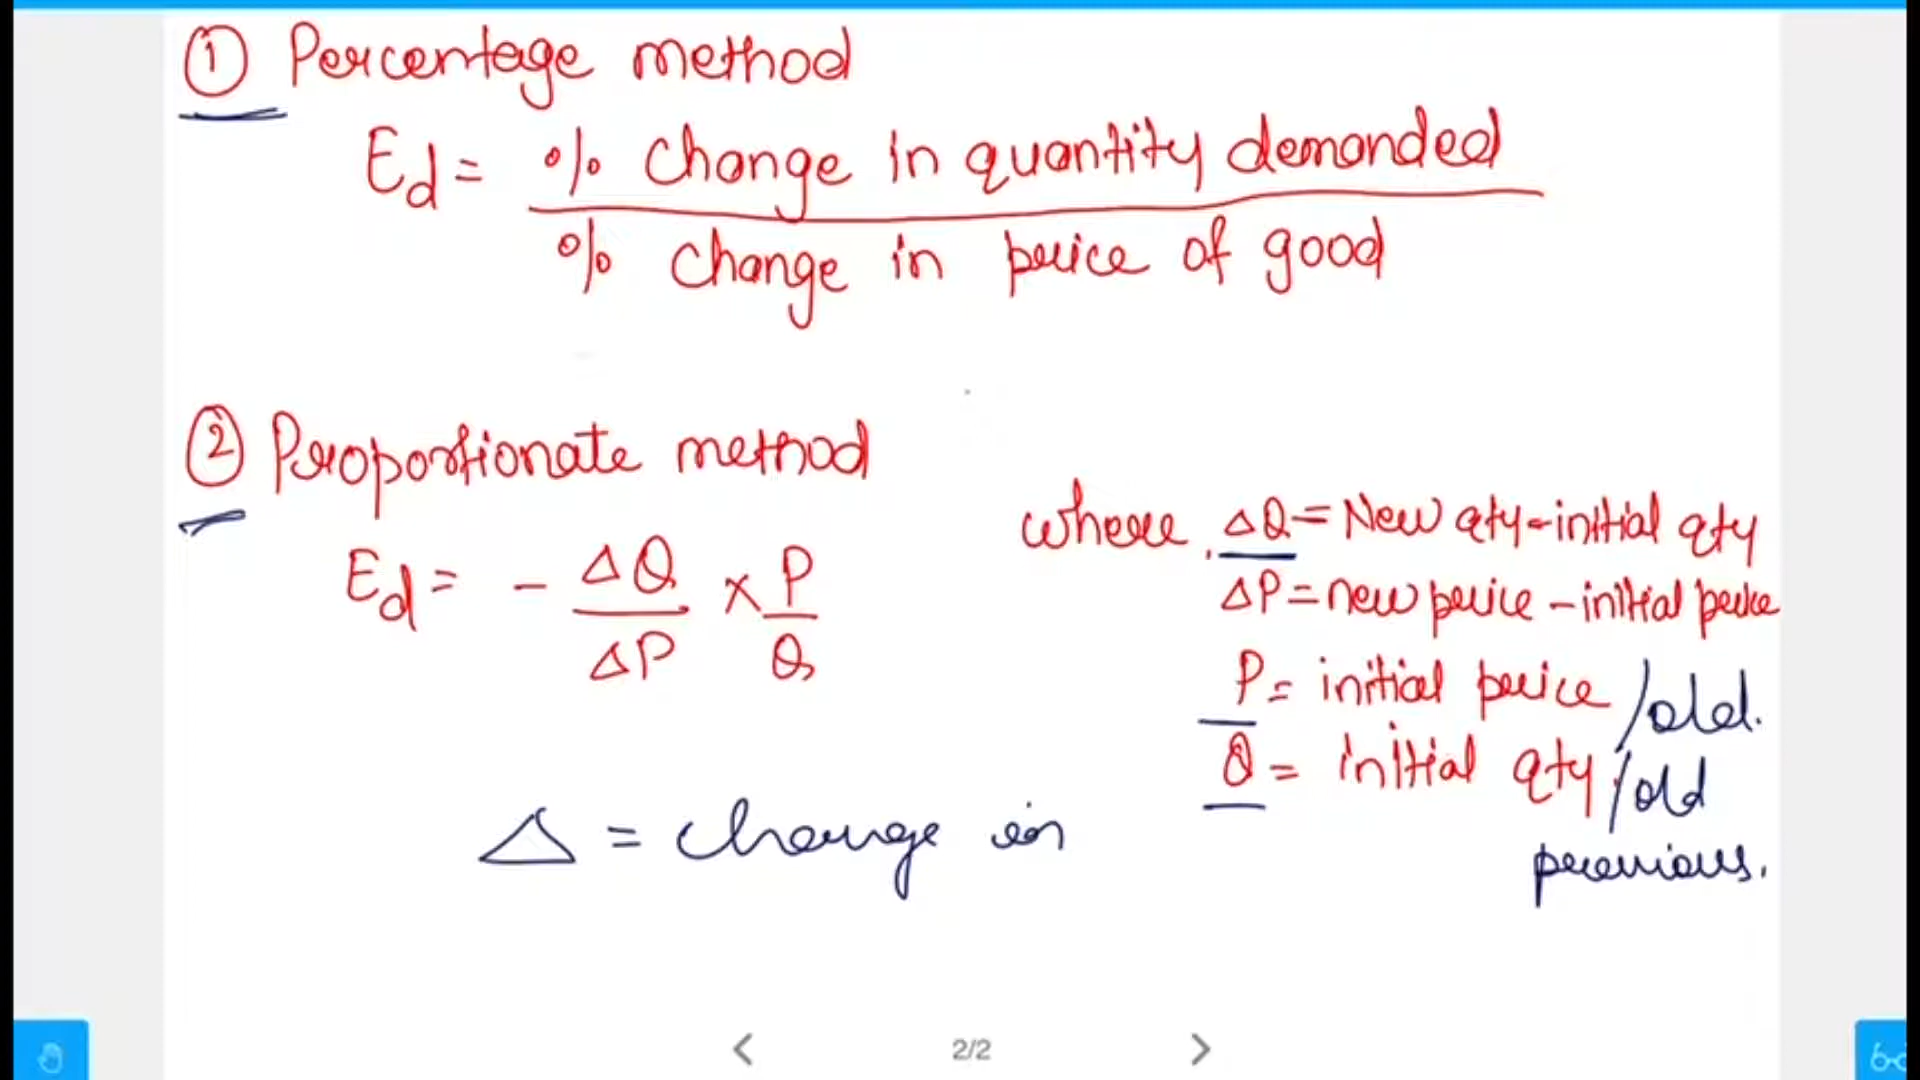 ① Percentage method
Ed = % change in quantity demanded
% change in price of good
② Proportionate method
Ed = - ΔQ/ΔP × P/Q
where, ΔQ = New qty - initial qty
ΔP = new price - initial price
P = initial price /old.
Q = initial qty /old
previous.
Δ = change in
< 2/2 >